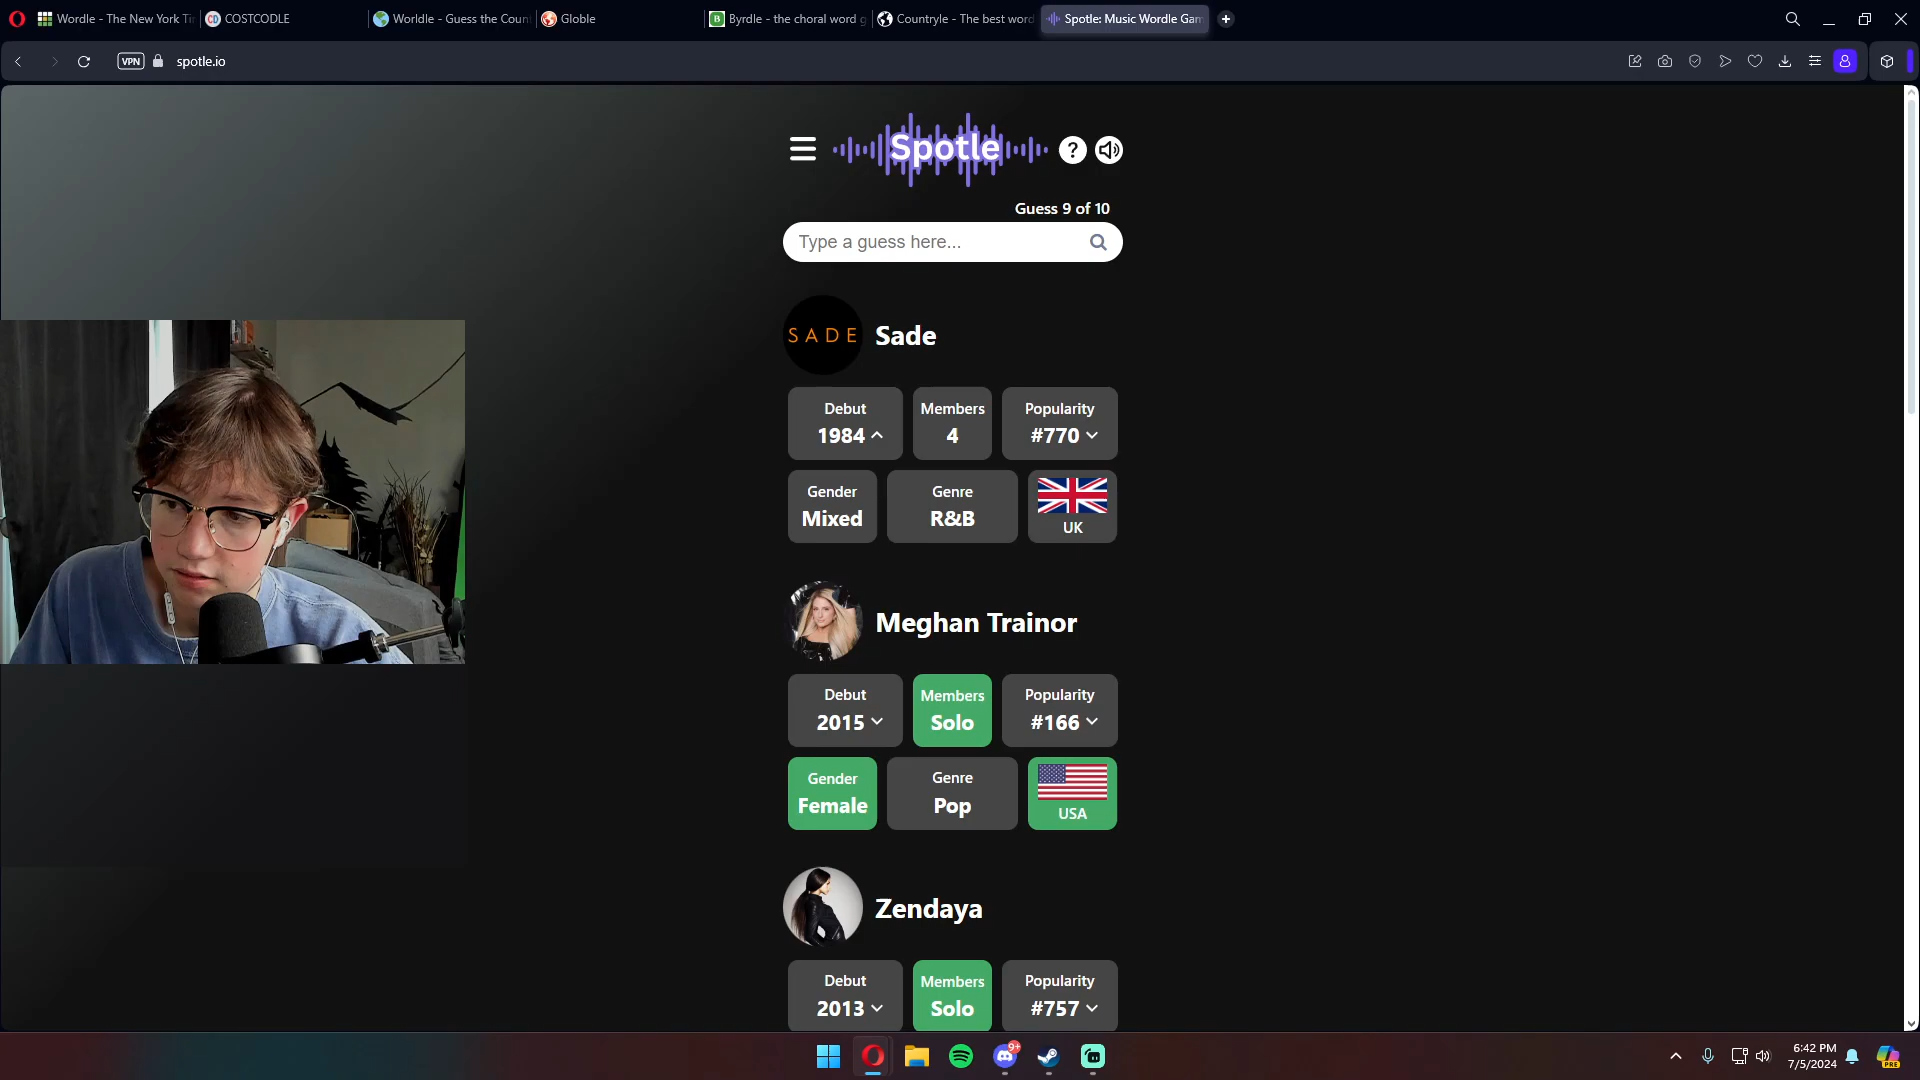 Wordle - The New York Ti
COSTCODLE
Worldle - Guess the Coun
Globle
Byrdle - the choral word g
Countryle - The best word
Spotle: Music Wordle Gam
VPN
spotle.io
Spotle
?
Guess 9 of 10
Type a guess here...
SADE
Sade
Debut
1984
Members
4
Popularity
#770
Gender
Mixed
Genre
R&B
UK
Meghan Trainor
Debut
2015
Members
Solo
Popularity
#166
Gender
Female
Genre
Pop
USA
Zendaya
Debut
2013
Members
Solo
Popularity
#757
9+
6:42 PM
7/5/2024
PRE